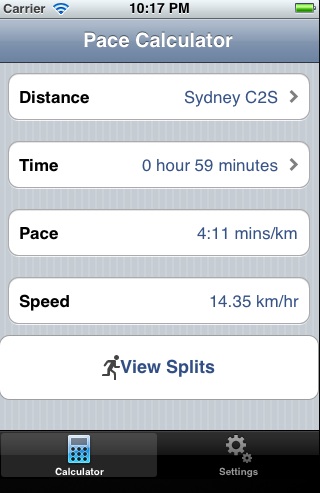 Carrier 10:17 PM
Pace Calculator
Distance Sydney C2S
Time 0 hour 59 minutes
Pace 4:11 mins/km
Speed 14.35 km/hr
View Splits
Calculator Settings